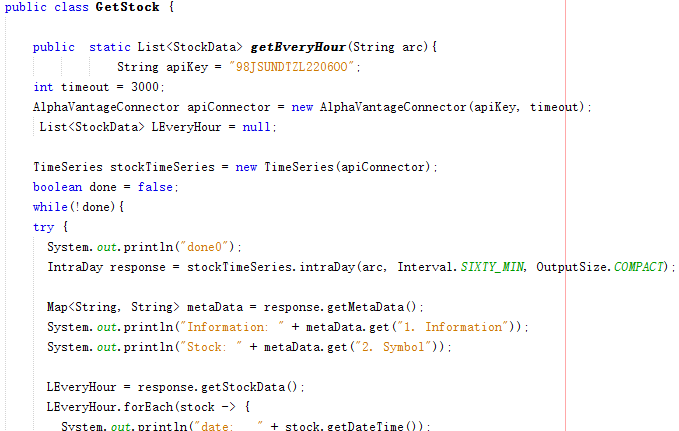 public class GetStock {
public static List<StockData> getEveryHour(String arc){
String apiKey = "98JSUNDTZL220600";
int timeout = 3000;
AlphaVantageConnector apiConnector = new AlphaVantageConnector(apiKey, timeout);
List<StockData> LEveryHour = null;
TimeSeries stockTimeSeries = new TimeSeries(apiConnector);
boolean done = false;
while(!done){
try {
System.out.println("done0");
IntraDay response = stockTimeSeries.intraDay(arc, Interval.SIXTY_MIN, OutputSize.COMPACT);
Map<String, String> metaData = response.getMetaData();
System.out.println("Information: " + metaData.get("1. Information"));
System.out.println("Stock: " + metaData.get("2. Symbol"));
LEveryHour = response.getStockData();
LEveryHour.forEach(stock -> {
System.out.println("date:   " + stock.getDateTime());